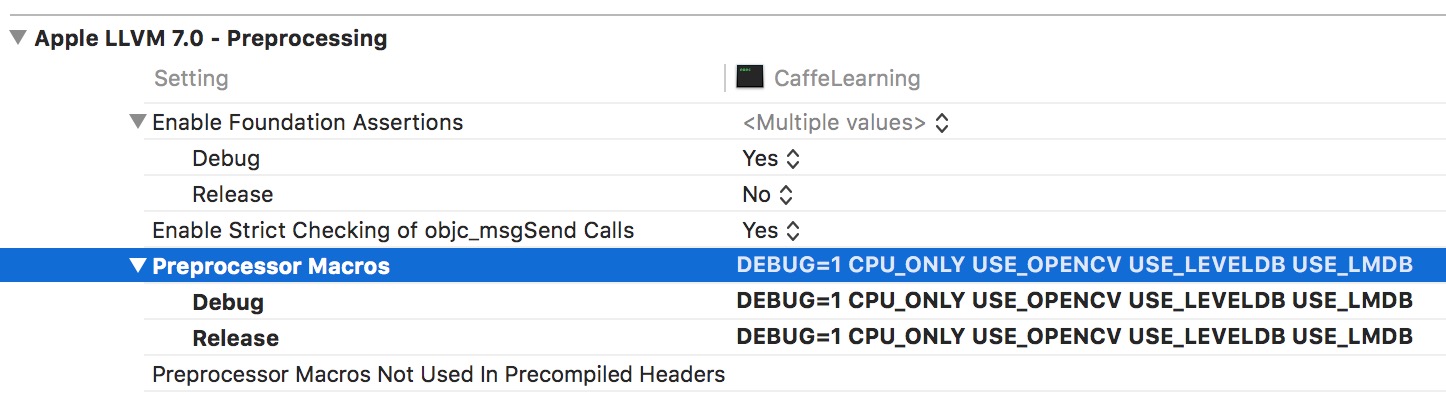 Apple LLVM 7.0 - Preprocessing
Setting CaffeLearning
Enable Foundation Assertions <Multiple values>
Debug Yes
Release No
Enable Strict Checking of objc_msgSend Calls Yes
Preprocessor Macros DEBUG=1 CPU_ONLY USE_OPENCV USE_LEVELDB USE_LMDB
Debug DEBUG=1 CPU_ONLY USE_OPENCV USE_LEVELDB USE_LMDB
Release DEBUG=1 CPU_ONLY USE_OPENCV USE_LEVELDB USE_LMDB
Preprocessor Macros Not Used In Precompiled Headers